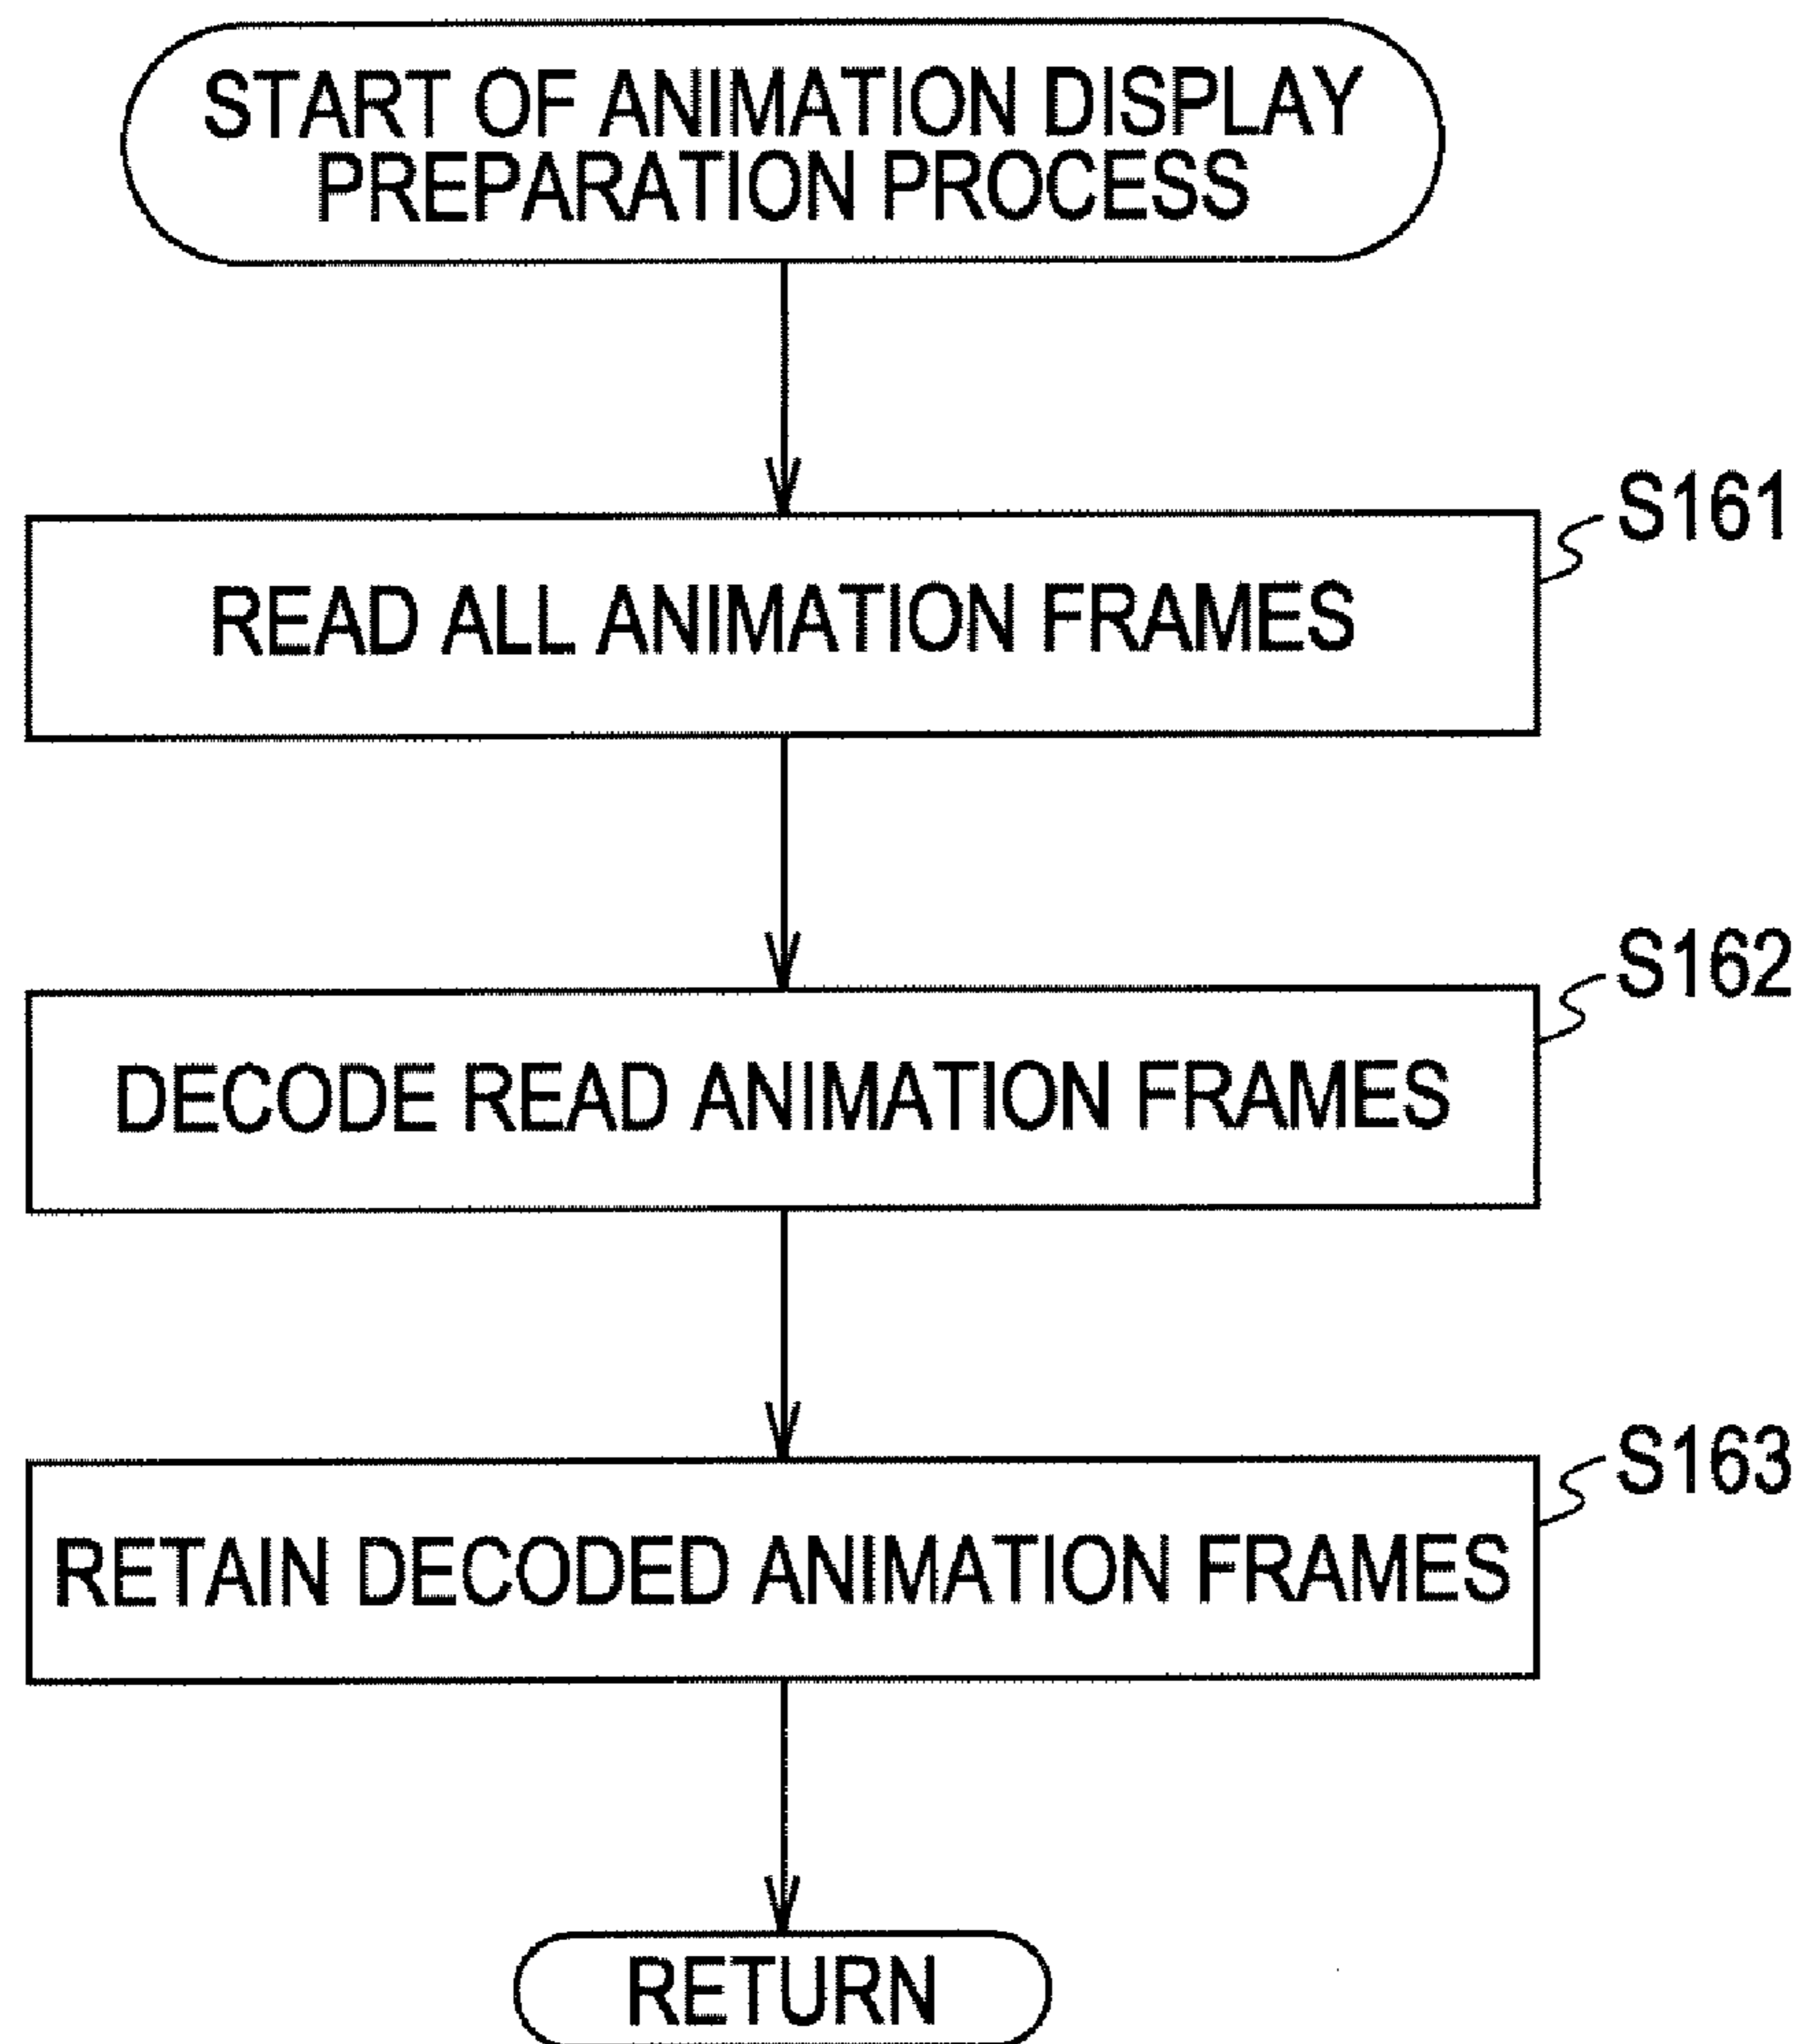 START OF ANIMATION DISPLAY
PREPARATION PROCESS
S161
READ ALL ANIMATION FRAMES
S162
DECODE READ ANIMATION FRAMES
S163
RETAIN DECODED ANIMATION FRAMES
RETURN